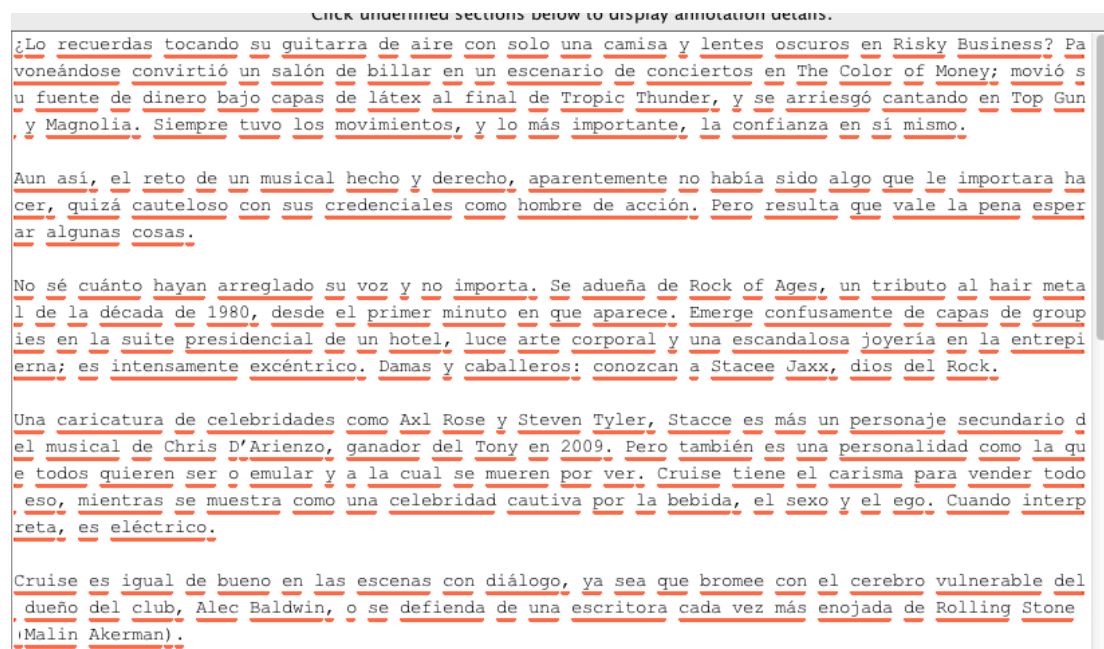 Click underlined sections below to display annotation details.
¿Lo recuerdas tocando su guitarra de aire con solo una camisa y lentes oscuros en Risky Business? Pa
voneándose convirtió un salón de billar en un escenario de conciertos en The Color of Money; movió s
u fuente de dinero bajo capas de látex al final de Tropic Thunder, y se arriesgó cantando en Top Gun
 y Magnolia. Siempre tuvo los movimientos, y lo más importante, la confianza en sí mismo.

Aun así, el reto de un musical hecho y derecho, aparentemente no había sido algo que le importara ha
cer, quizá cauteloso con sus credenciales como hombre de acción. Pero resulta que vale la pena esper
ar algunas cosas.

No sé cuánto hayan arreglado su voz y no importa. Se adueña de Rock of Ages, un tributo al hair meta
l de la década de 1980, desde el primer minuto en que aparece. Emerge confusamente de capas de group
ies en la suite presidencial de un hotel, luce arte corporal y una escandalosa joyería en la entrepi
erna; es intensamente excéntrico. Damas y caballeros: conozcan a Stacee Jaxx, dios del Rock.

Una caricatura de celebridades como Axl Rose y Steven Tyler, Stacce es más un personaje secundario d
el musical de Chris D’Arienzo, ganador del Tony en 2009. Pero también es una personalidad como la qu
e todos quieren ser o emular y a la cual se mueren por ver. Cruise tiene el carisma para vender todo
 eso, mientras se muestra como una celebridad cautiva por la bebida, el sexo y el ego. Cuando interp
reta, es eléctrico.

Cruise es igual de bueno en las escenas con diálogo, ya sea que bromee con el cerebro vulnerable del
 dueño del club, Alec Baldwin, o se defienda de una escritora cada vez más enojada de Rolling Stone
(Malin Akerman).